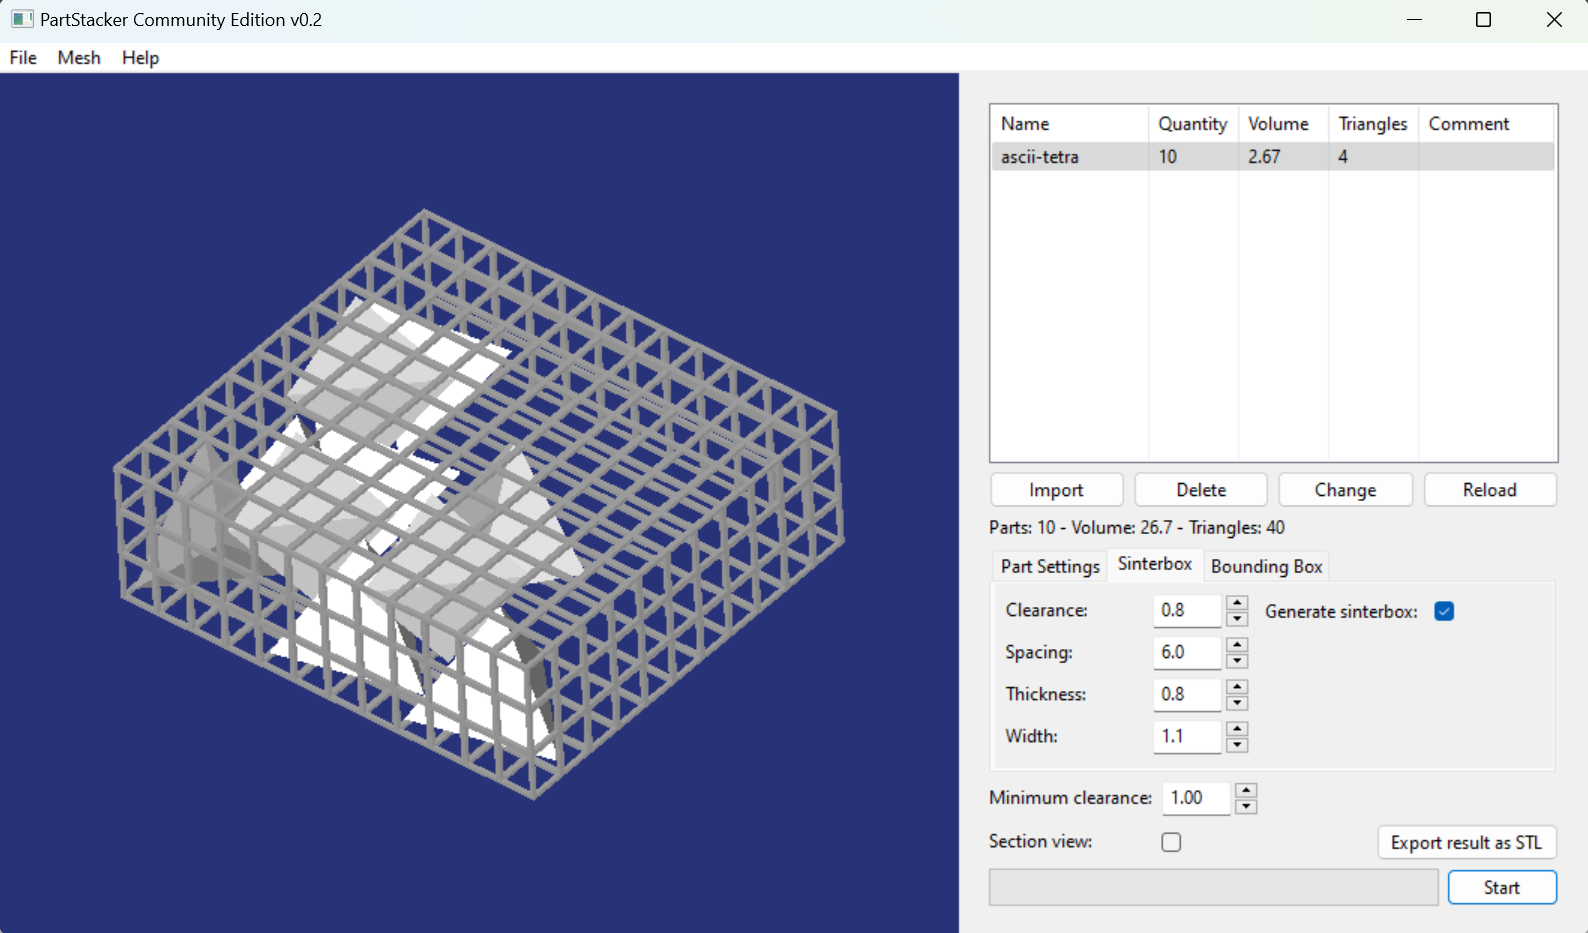 PartStacker Community Edition v0.2
File Mesh Help
Name Quantity Volume Triangles Comment
ascii-tetra 10 2.67 4
Import Delete Change Reload
Parts: 10 - Volume: 26.7 - Triangles: 40
Part Settings Sinterbox Bounding Box
Clearance: 0.8 Generate sinterbox:
Spacing: 6.0
Thickness: 0.8
Width: 1.1
Minimum clearance: 1.00
Section view: Export result as STL
Start